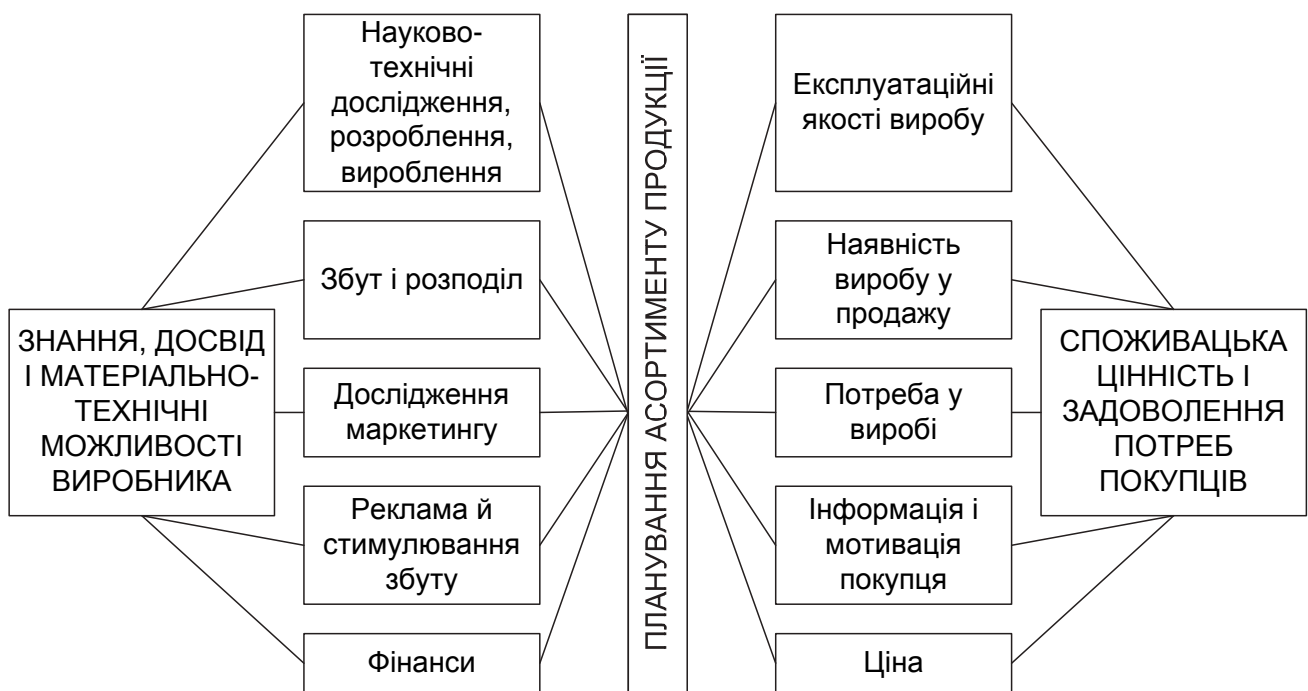 ЗНАННЯ, ДОСВІД
І МАТЕРІАЛЬНО-
ТЕХНІЧНІ
МОЖЛИВОСТІ
ВИРОБНИКА
Науково-
технічні
дослідження,
розроблення,
вироблення
Збут і розподіл
Дослідження
маркетингу
Реклама й
стимулювання
збуту
Фінанси
ПЛАНУВАННЯ АСОРТИМЕНТУ ПРОДУКЦІЇ
Експлуатаційні
якості виробу
Наявність
виробу у
продажу
Потреба у
виробі
Інформація і
мотивація
покупця
Ціна
СПОЖИВАЦЬКА
ЦІННІСТЬ І
ЗАДОВОЛЕННЯ
ПОТРЕБ
ПОКУПЦІВ